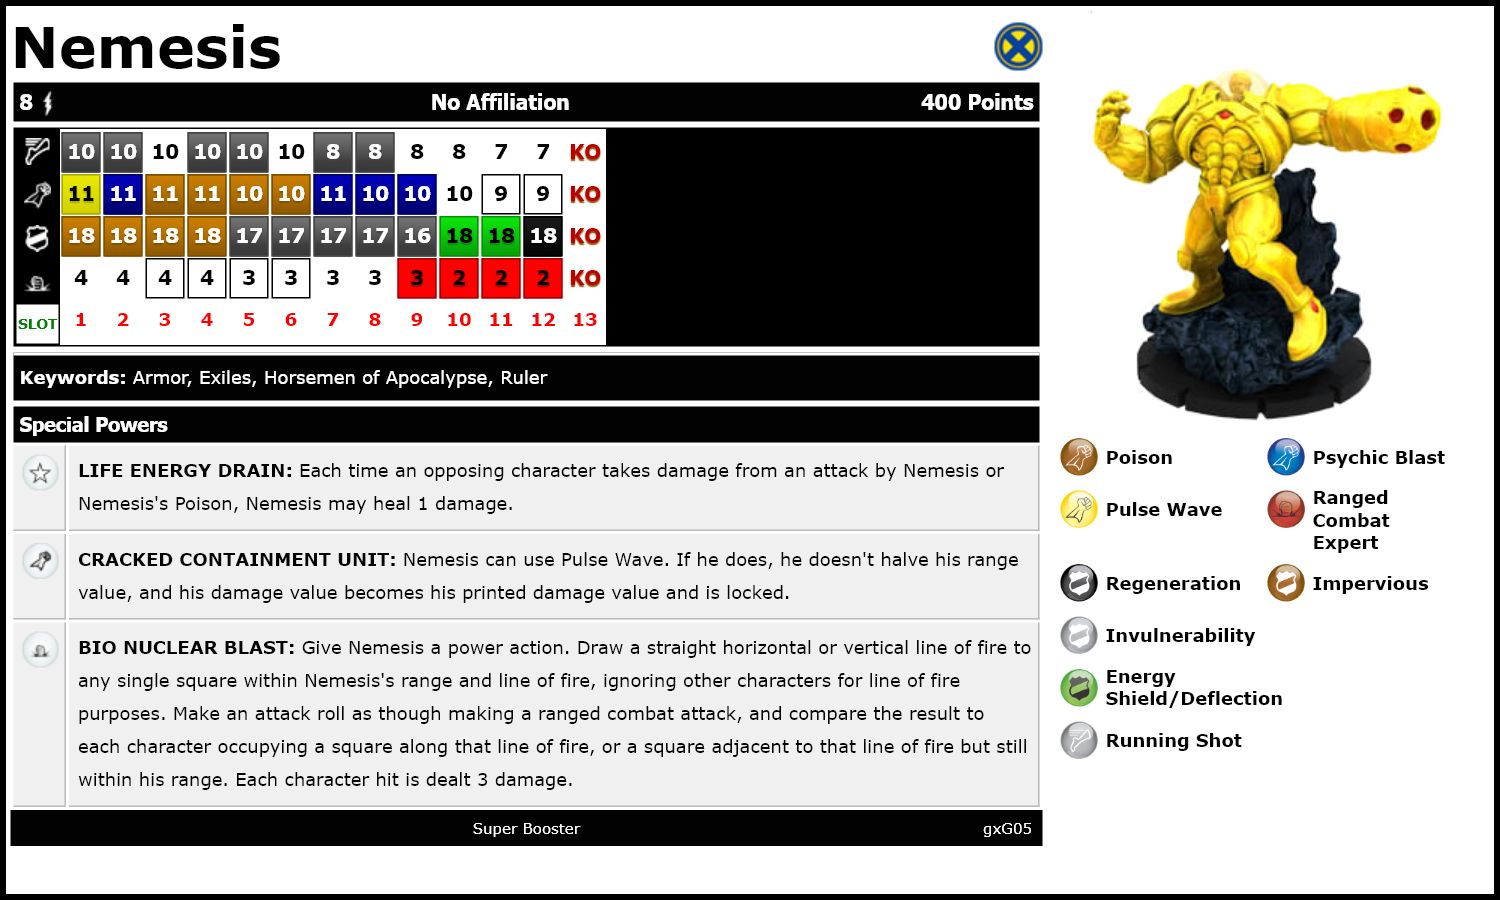 Nemesis
8 No Affiliation 400 Points
10 10 10 10 10 10 8 8 8 8 7 7 KO
11 11 11 11 10 10 11 10 10 10 9 9 KO
18 18 18 18 17 17 17 17 16 18 18 18 KO
4 4 4 4 3 3 3 3 3 2 2 2 KO
SLOT 1 2 3 4 5 6 7 8 9 10 11 12 13
Keywords: Armor, Exiles, Horsemen of Apocalypse, Ruler
Special Powers
LIFE ENERGY DRAIN: Each time an opposing character takes damage from an attack by Nemesis or
Nemesis's Poison, Nemesis may heal 1 damage.
CRACKED CONTAINMENT UNIT: Nemesis can use Pulse Wave. If he does, he doesn't halve his range
value, and his damage value becomes his printed damage value and is locked.
BIO NUCLEAR BLAST: Give Nemesis a power action. Draw a straight horizontal or vertical line of fire to
any single square within Nemesis's range and line of fire, ignoring other characters for line of fire
purposes. Make an attack roll as though making a ranged combat attack, and compare the result to
each character occupying a square along that line of fire, or a square adjacent to that line of fire but still
within his range. Each character hit is dealt 3 damage.
Super Booster gxG05
Poison Psychic Blast
Pulse Wave Ranged
Combat
Expert
Regeneration Impervious
Invulnerability
Energy
Shield/Deflection
Running Shot